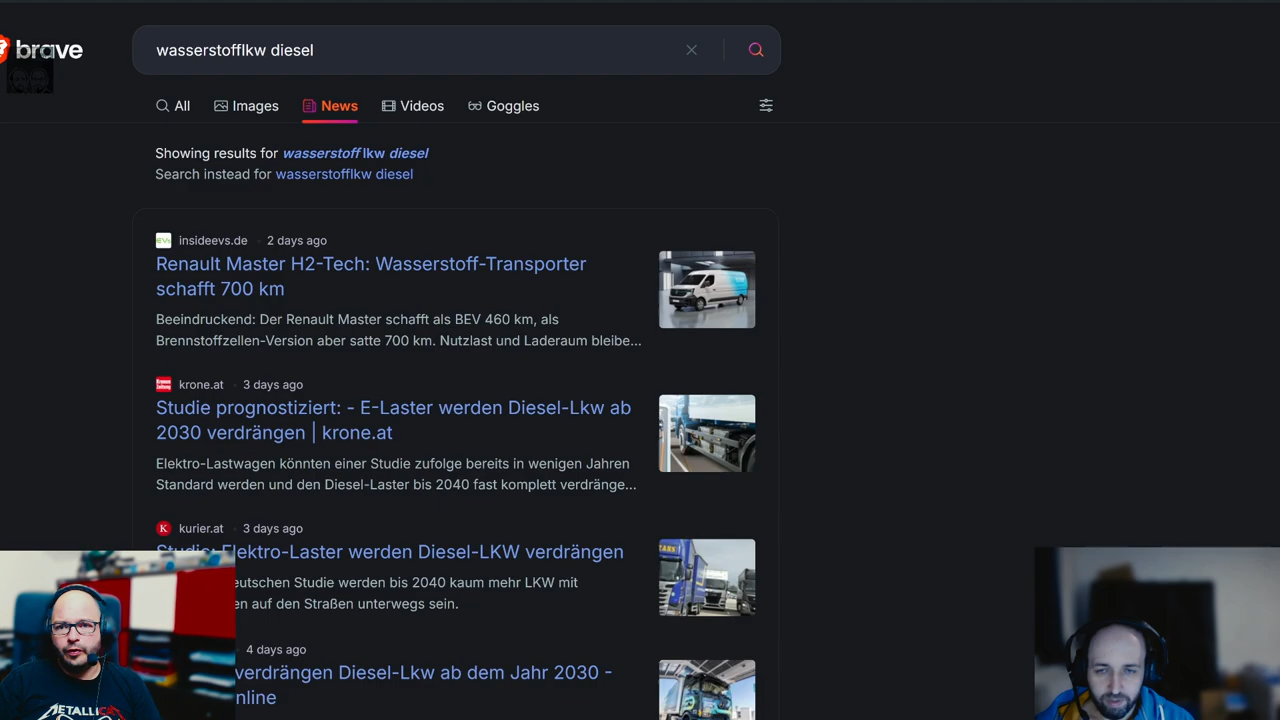 brave
wasserstofflkw diesel
All
Images
News
Videos
Goggles
Showing results for wasserstoff lkw diesel
Search instead for wasserstofflkw diesel
insideevs.de · 2 days ago
Renault Master H2-Tech: Wasserstoff-Transporter
schafft 700 km
Beeindruckend: Der Renault Master schafft als BEV 460 km, als
Brennstoffzellen-Version aber satte 700 km. Nutzlast und Laderaum bleibe...
krone.at · 3 days ago
Studie prognostiziert: - E-Laster werden Diesel-Lkw ab
2030 verdrängen | krone.at
Elektro-Lastwagen könnten einer Studie zufolge bereits in wenigen Jahren
Standard werden und den Diesel-Laster bis 2040 fast komplett verdränge...
K kurier.at · 3 days ago
Studie: Elektro-Laster werden Diesel-LKW verdrängen
eutschen Studie werden bis 2040 kaum mehr LKW mit
en auf den Straßen unterwegs sein.
4 days ago
verdrängen Diesel-Lkw ab dem Jahr 2030 -
nline
METALLICA